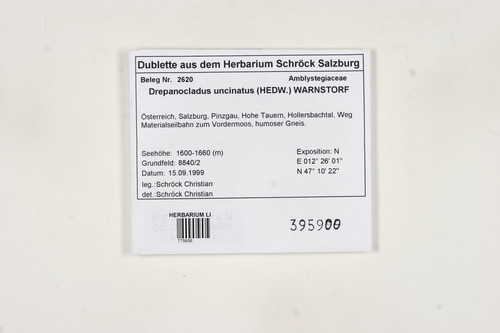 Dublette aus dem Herbarium Schröck Salzburg
Beleg Nr. 2620 Amblystegiaceae
Drepanocladus uncinatus (HEDW.) WARNSTORF
Österreich, Salzburg, Pinzgau, Hohe Tauern, Hollersbachtal, Weg
Materialseilbahn zum Vordermoos, humoser Gneis.
Seehöhe: 1600-1660 (m) Exposition: N
Grundfeld: 8840/2 E 012° 26' 01"
Datum: 15.09.1999 N 47° 10' 22"
leg.:Schröck Christian
det.:Schröck Christian
HERBARIUM LI
775656
395900